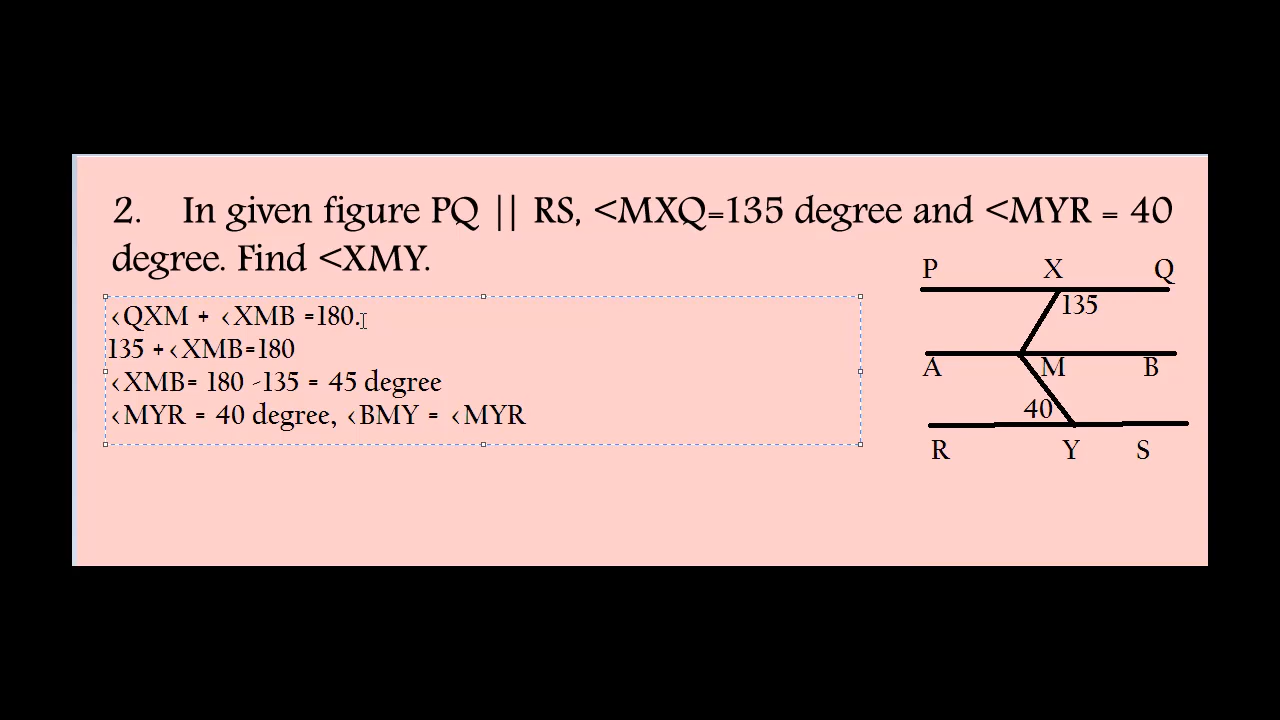 2. In given figure PQ || RS, <MXQ=135 degree and <MYR = 40
degree. Find <XMY.
<QXM + <XMB =180.
135 +<XMB=180
<XMB= 180 -135 = 45 degree
<MYR = 40 degree, <BMY = <MYR
P X Q
135
A M B
40
R Y S